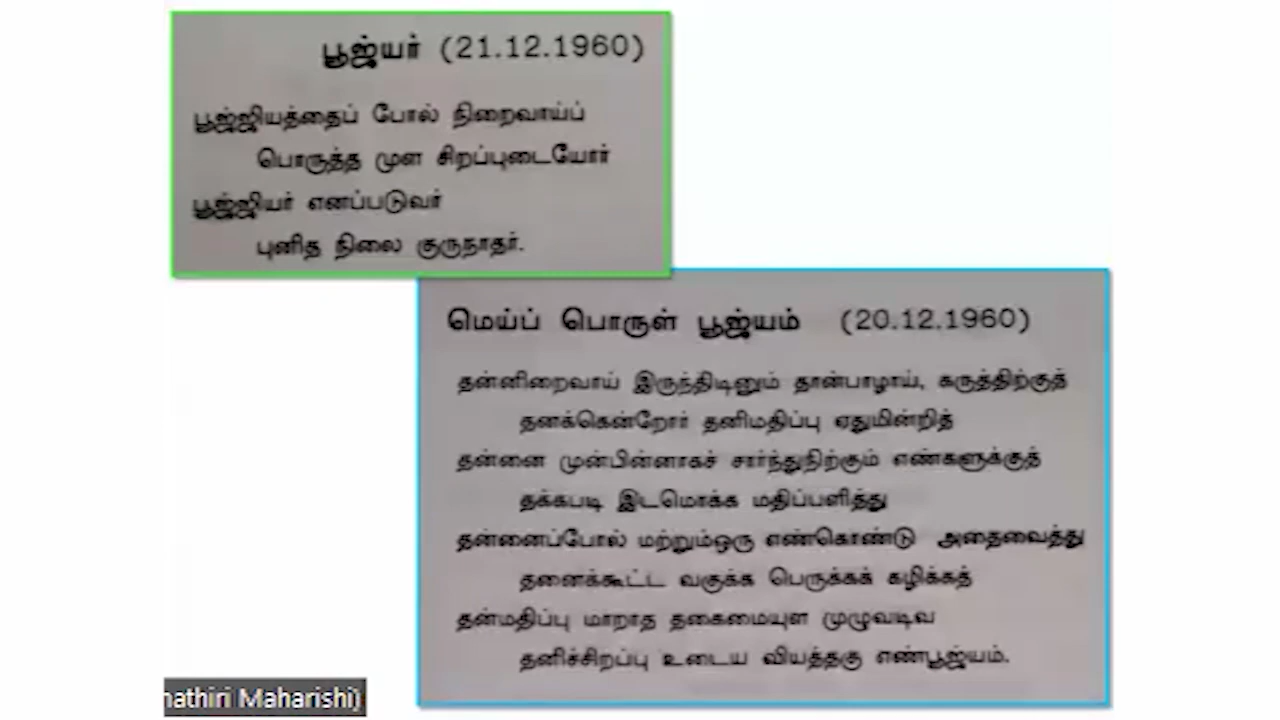 பூஜ்யர் (21.12.1960)
பூஜ்ஜியத்தைப் போல் நிறைவாய்ப்
பொருத்த முள சிறப்புடையோர்
பூஜ்ஜியர் எனப்படுவர்
புனித நிலை குருநாதர்.
மெய்ப் பொருள் பூஜ்யம் (20.12.1960)
தன்னிறைவாய் இருந்திடினும் தான்பாழாய், கருத்திற்குத்
தனக்கென்றோர் தனிமதிப்பு ஏதுமின்றித்
தன்னை முன்பின்னாகச் சார்ந்துநிற்கும் எண்களுக்குத்
தக்கபடி இடமொக்க மதிப்பளித்து
தன்னைப்போல் மற்றும்ஒரு எண்கொண்டு அதைவைத்து
தனைக்கூட்ட வகுக்க பெருக்கக் கழிக்கத்
தன்மதிப்பு மாறாத தகைமையுள முழுவடிவ
தனிச்சிறப்பு உடைய வியத்தகு எண்பூஜ்யம்.
nathiri Maharishi)